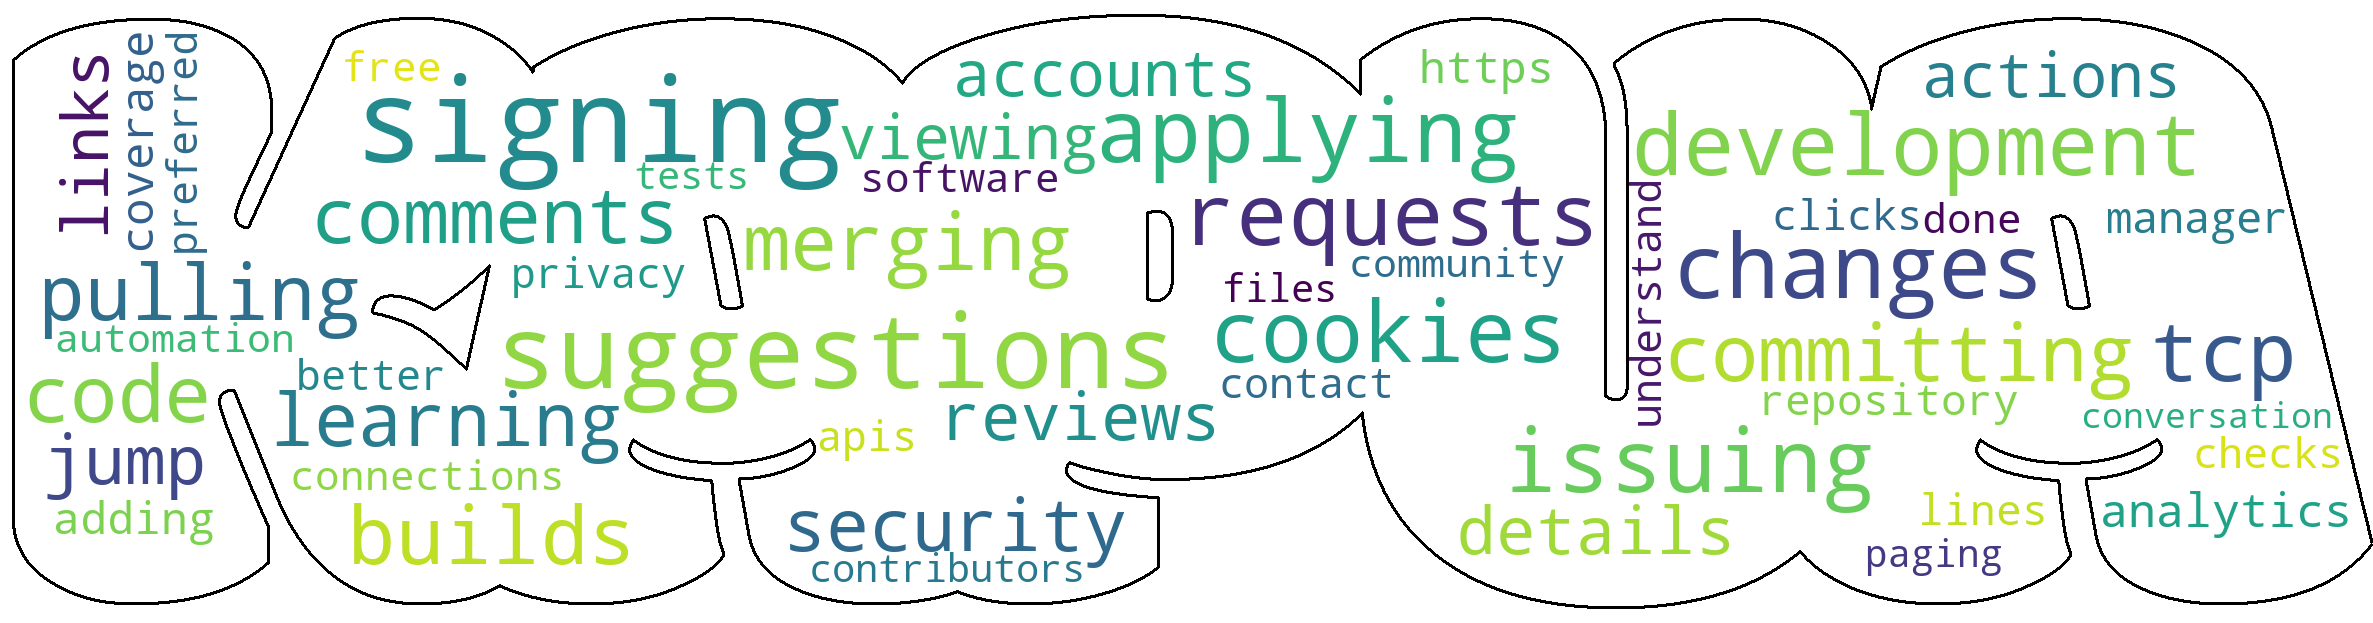 links
coverage
preferred
free
signing
accounts
https
actions
viewing
applying
development
tests
software
comments
requests
understand
clicks
done
manager
merging
privacy
community
changes
files
pulling
automation
suggestions
cookies
committing
tcp
better
contact
code
learning
reviews
repository
conversation
apis
jump
issuing
checks
connections
adding
builds
security
details
lines
analytics
contributors
paging